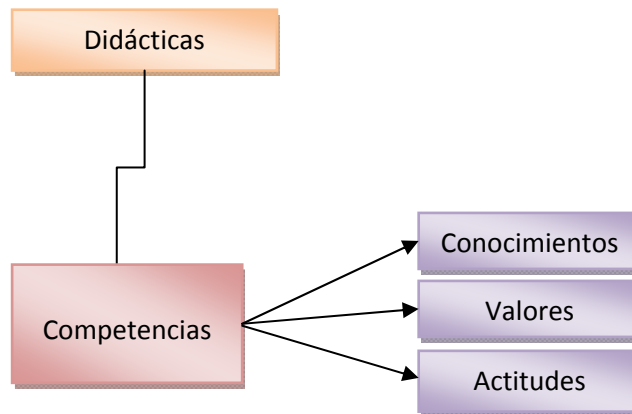 Didácticas
Competencias
Conocimientos
Valores
Actitudes